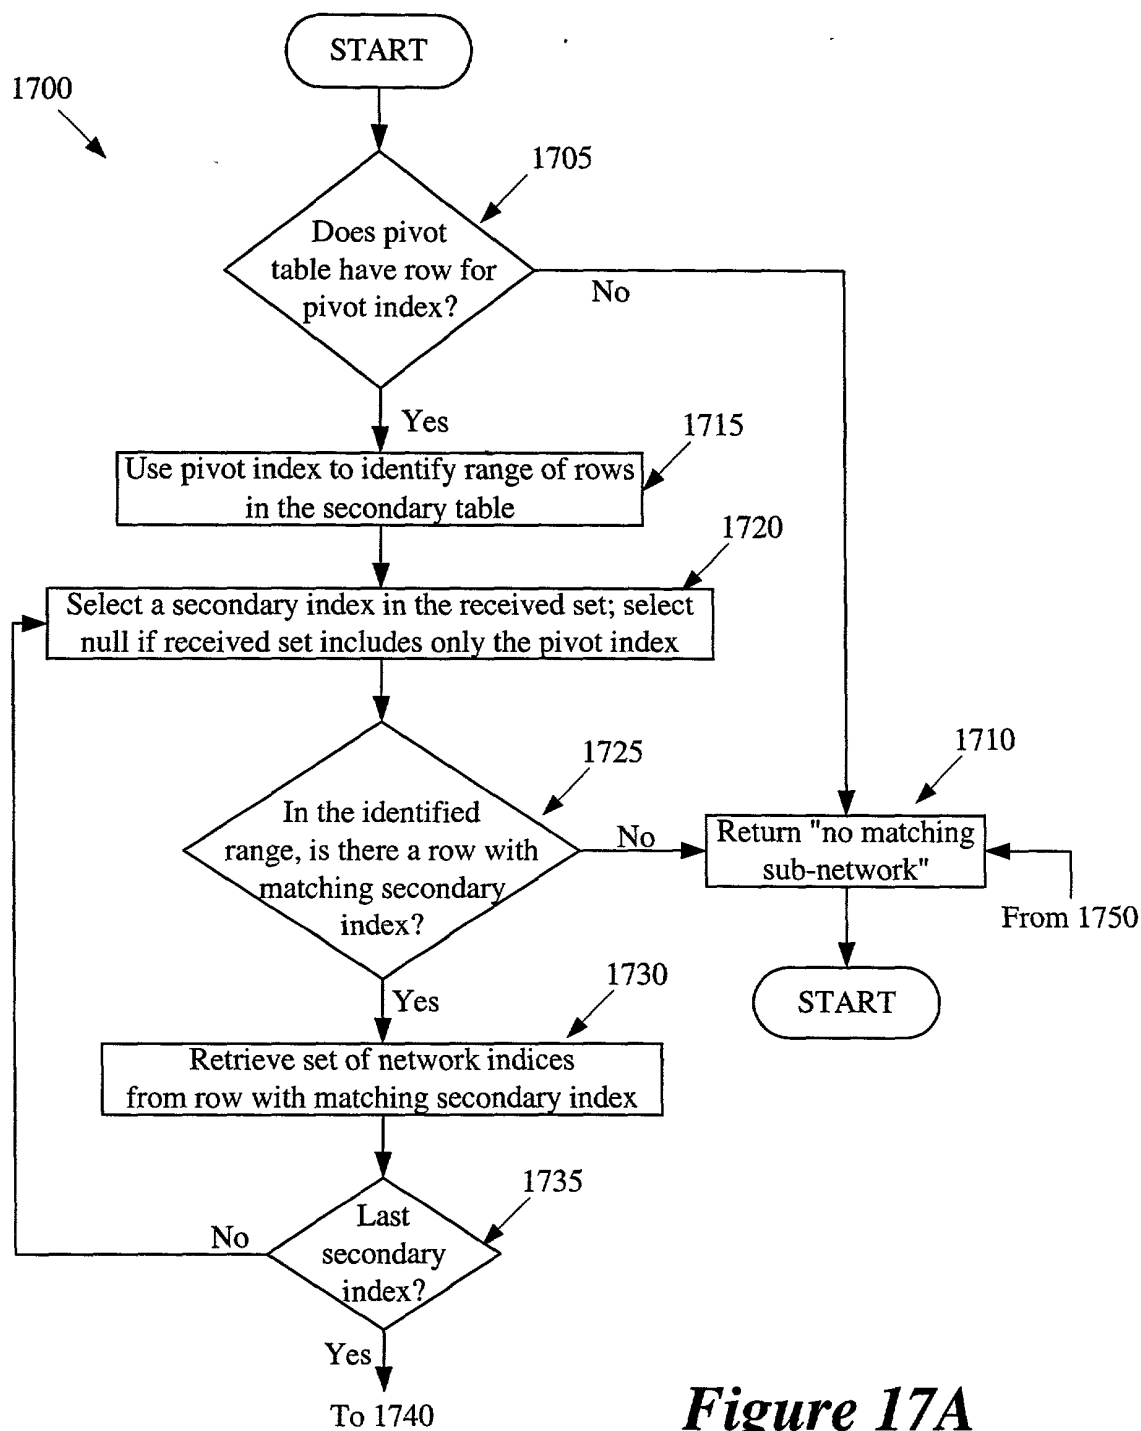 START
1700
1705
Does pivot
table have row for
pivot index?
No
Yes
1715
Use pivot index to identify range of rows
in the secondary table
1720
Select a secondary index in the received set; select
null if received set includes only the pivot index
1725
In the identified
range, is there a row with
matching secondary
index?
No
1710
Return "no matching
sub-network"
From 1750
START
Yes
1730
Retrieve set of network indices
from row with matching secondary index
1735
Last
secondary
index?
No
Yes
To 1740
Figure 17A